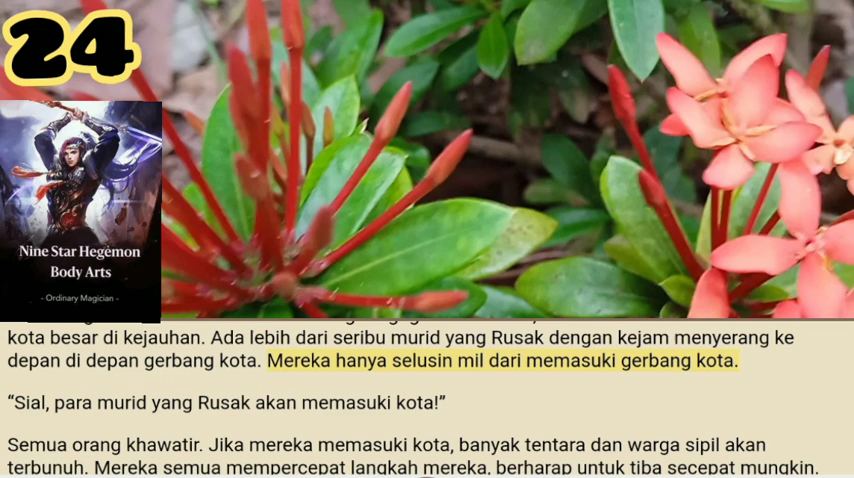 24
Nine Star Hegemon
Body Arts
- Ordinary Magician -
kota besar di kejauhan. Ada lebih dari seribu murid yang Rusak dengan kejam menyerang ke
depan di depan gerbang kota. Mereka hanya selusin mil dari memasuki gerbang kota.
“Sial, para murid yang Rusak akan memasuki kota!”
Semua orang khawatir. Jika mereka memasuki kota, banyak tentara dan warga sipil akan
terbunuh. Mereka semua mempercepat langkah mereka, berharap untuk tiba secepat mungkin.